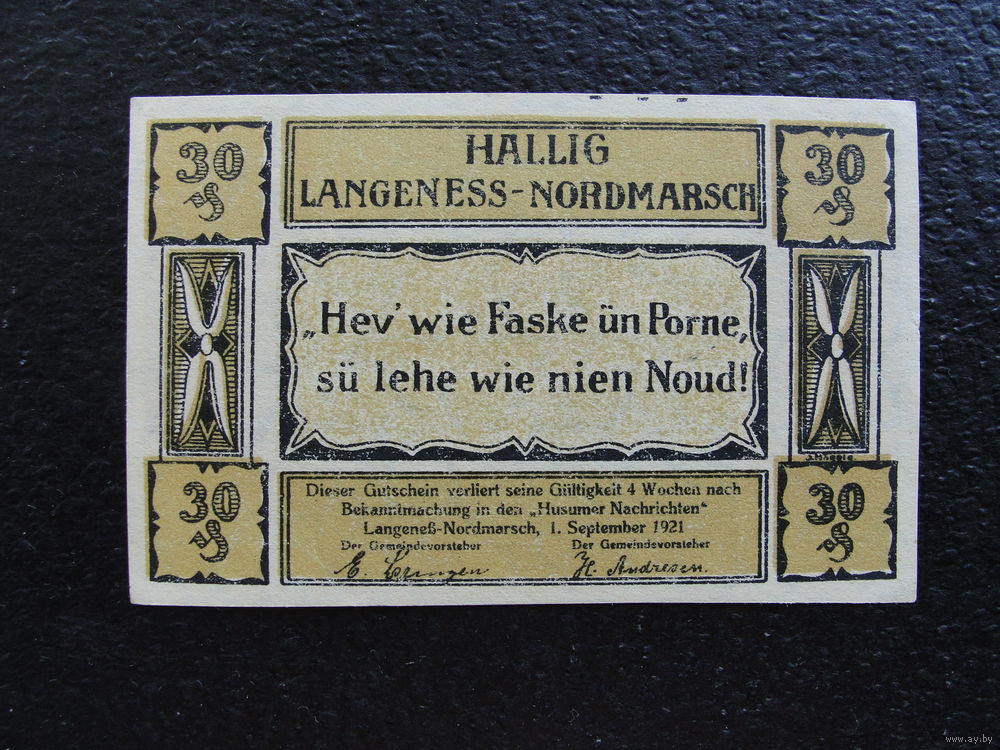 30 ₰
HALLIG
30 ₰
LANGENESS-NORDMARSCH
„Hev' wie Faske ün Porne,
sü lehe wie nien Noud!
30 ₰
Dieser Gutschein verliert seine Gültigkeit 4 Wochen nach
Bekanntmachung in den „Husumer Nachrichten"
Langeneß-Nordmarsch, 1. September 1921
Der Gemeindevorsteher Der Gemeindevorsteher
H. Andresen.
30 ₰
www.ay.by